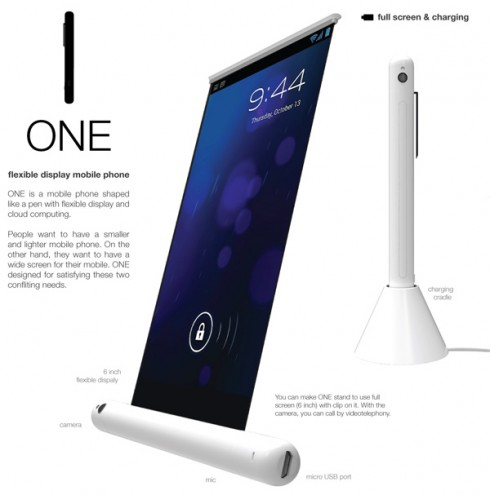 full screen & charging
9:44
Thursday, October 13
ONE
flexible display mobile phone
ONE is a mobile phone shaped
like a pen with flexible display and
cloud computing.
People want to have a smaller
and lighter mobile phone. On the
other hand, they want to have a
wide screen for their mobile. ONE
designed for satisfying these two
confliting needs.
charging
cradle
6 inch
flexible dispaly
You can make ONE stand to use full
screen (6 inch) with clip on it. With the
camera, you can call by videotelephony.
camera
mic
micro USB port